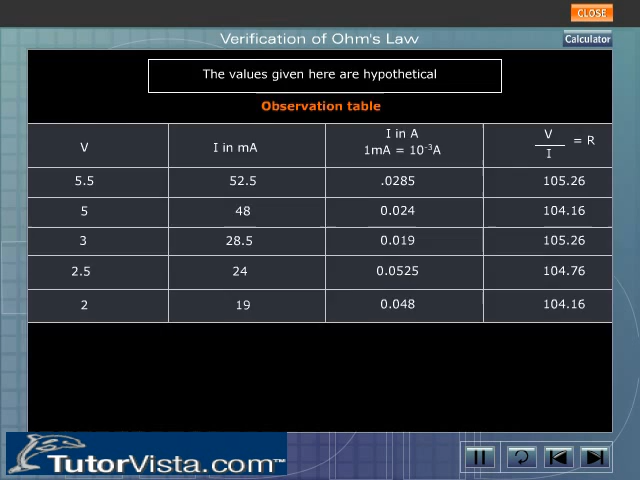 CLOSE
Verification of Ohm's Law
Calculator
The values given here are hypothetical
Observation table
V I in mA I in A 1mA = 10⁻³A V/I = R
5.5 52.5 .0285 105.26
5 48 0.024 104.16
3 28.5 0.019 105.26
2.5 24 0.0525 104.76
2 19 0.048 104.16
TutorVista.com™